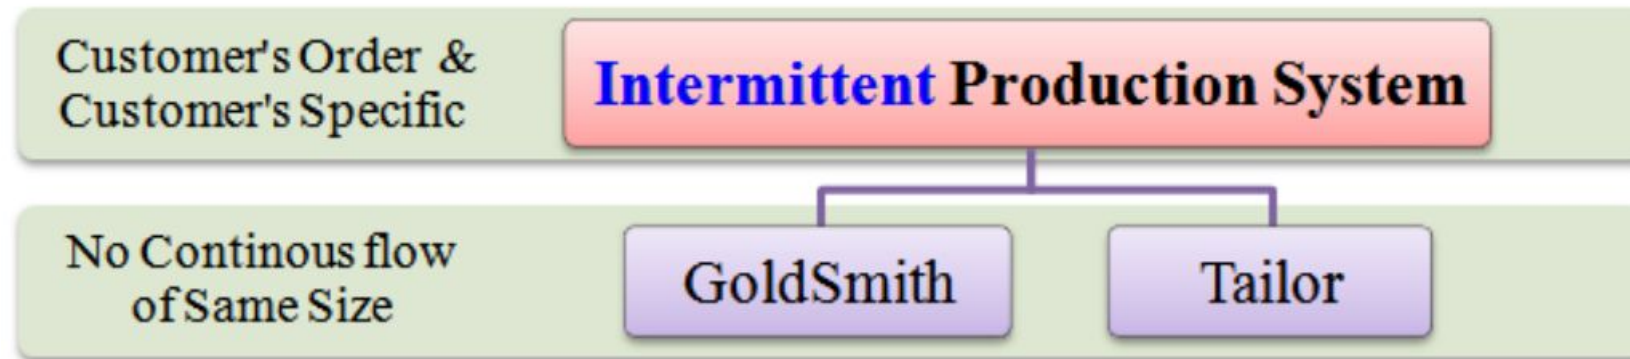 Customer's Order &
Customer's Specific
Intermittent Production System
No Continous flow
of Same Size
GoldSmith
Tailor